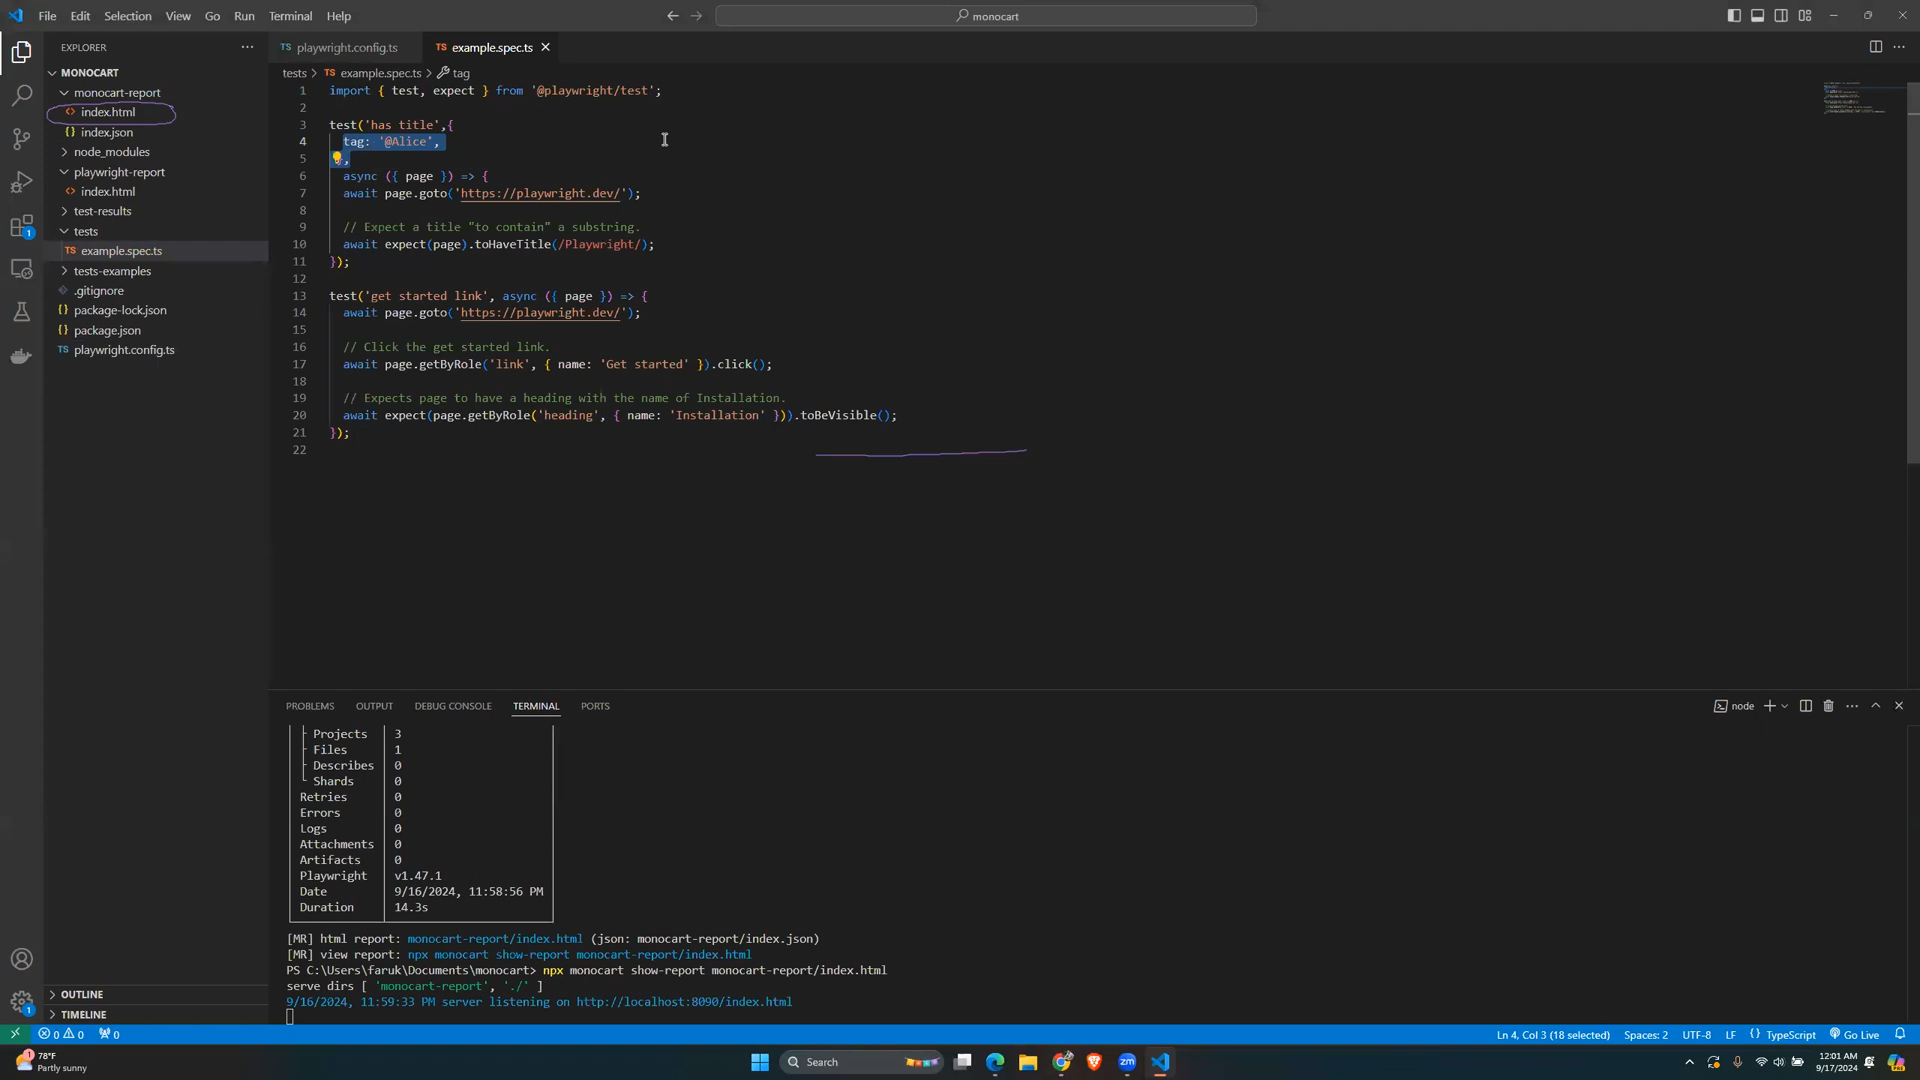 File Edit Selection View Go Run Terminal Help
monocart
EXPLORER
MONOCART
monocart-report
index.html
{} index.json
node_modules
playwright-report
index.html
test-results
tests
TS example.spec.ts
tests-examples
.gitignore
{} package-lock.json
{} package.json
TS playwright.config.ts
OUTLINE
TIMELINE
TS playwright.config.ts TS example.spec.ts
tests > TS example.spec.ts > tag
1 import { test, expect } from '@playwright/test';
2
3 test('has title',{
4 tag: '@Alice',
5 ,
6 async ({ page }) => {
7 await page.goto('https://playwright.dev/');
8
9 // Expect a title "to contain" a substring.
10 await expect(page).toHaveTitle(/Playwright/);
11 });
12
13 test('get started link', async ({ page }) => {
14 await page.goto('https://playwright.dev/');
15
16 // Click the get started link.
17 await page.getByRole('link', { name: 'Get started' }).click();
18
19 // Expects page to have a heading with the name of Installation.
20 await expect(page.getByRole('heading', { name: 'Installation' })).toBeVisible();
21 });
22
PROBLEMS OUTPUT DEBUG CONSOLE TERMINAL PORTS
node
Projects 3
Files 1
Describes 0
Shards 0
Retries 0
Errors 0
Logs 0
Attachments 0
Artifacts 0
Playwright v1.47.1
Date 9/16/2024, 11:58:56 PM
Duration 14.3s
[MR] html report: monocart-report/index.html (json: monocart-report/index.json)
[MR] view report: npx monocart show-report monocart-report/index.html
PS C:\Users\faruk\Documents\monocart> npx monocart show-report monocart-report/index.html
serve dirs [ 'monocart-report', './' ]
9/16/2024, 11:59:33 PM server listening on http://localhost:8090/index.html
0 0 0
Ln 4, Col 3 (18 selected) Spaces: 2 UTF-8 LF {} TypeScript Go Live
78°F
Partly sunny
Search
zm
12:01 AM
9/17/2024